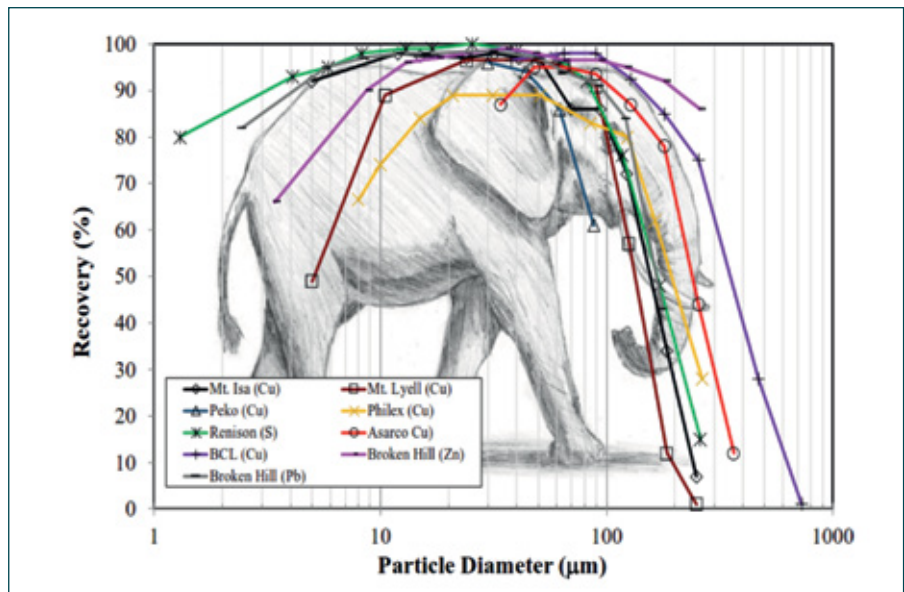 100
90
80
70
60
50
40
30
20
10
0
Recovery (%)
Mt. Isa (Cu)
Mt. Lyell (Cu)
Peko (Cu)
Philex (Cu)
Renison (S)
Asarco Cu)
BCL (Cu)
Broken Hill (Zn)
Broken Hill (Pb)
1
10
100
1000
Particle Diameter (μm)